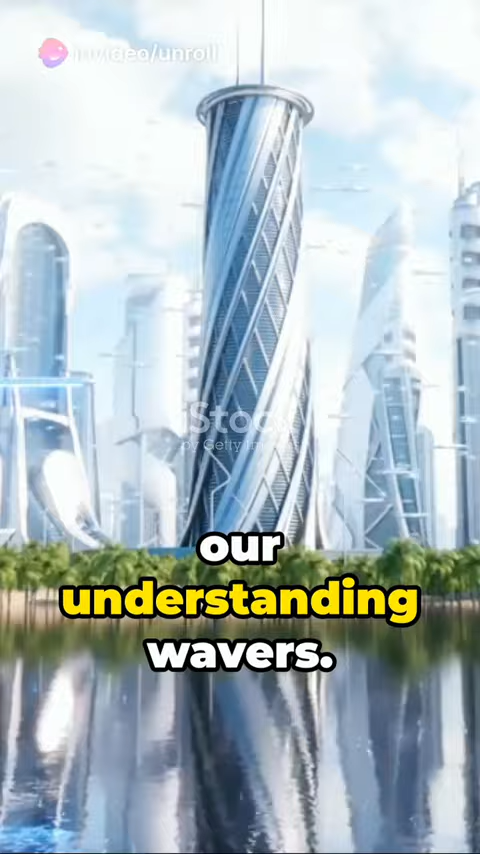 invideo/unroll
iStock
by Getty Images
our
understanding
wavers.